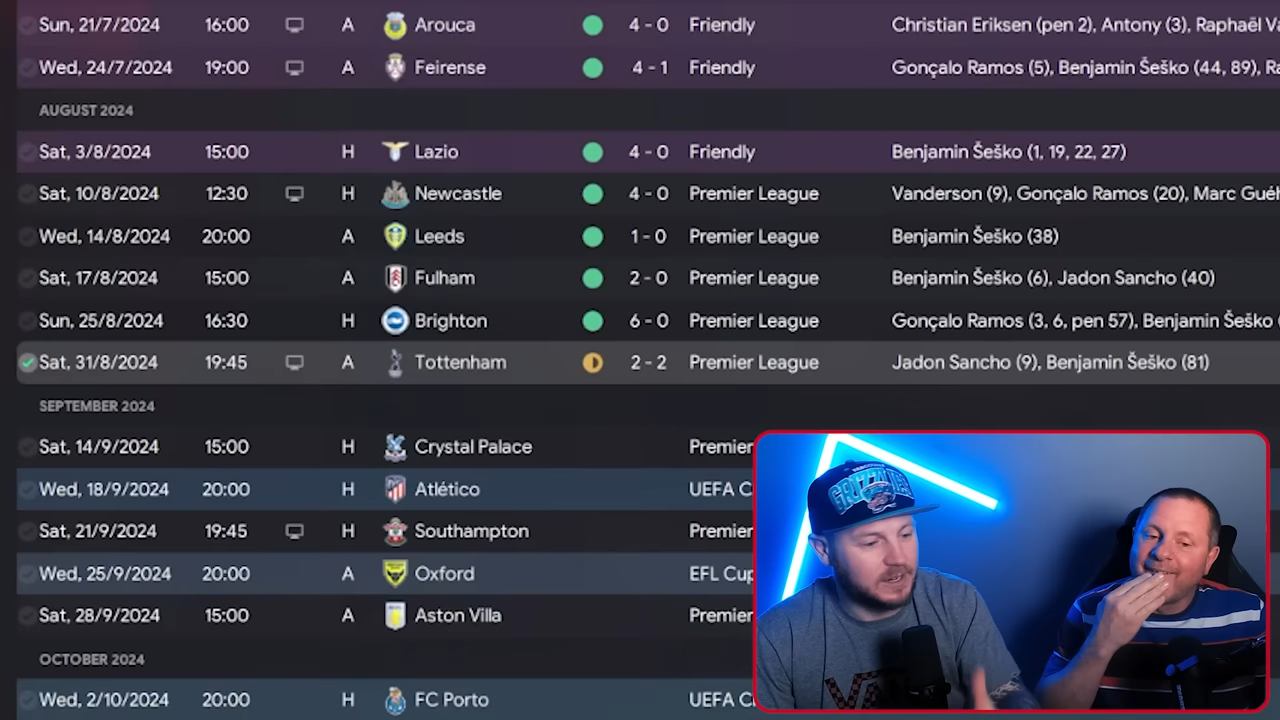 Sun, 21/7/2024 16:00 A Arouca 4 - 0 Friendly Christian Eriksen (pen 2), Antony (3), Raphaël
Wed, 24/7/2024 19:00 A Feirense 4 - 1 Friendly Gonçalo Ramos (5), Benjamin Šeško (44, 89),
AUGUST 2024
Sat, 3/8/2024 15:00 H Lazio 4 - 0 Friendly Benjamin Šeško (1, 19, 22, 27)
Sat, 10/8/2024 12:30 H Newcastle 4 - 0 Premier League Vanderson (9), Gonçalo Ramos (20), Marc
Wed, 14/8/2024 20:00 A Leeds 1 - 0 Premier League Benjamin Šeško (38)
Sat, 17/8/2024 15:00 A Fulham 2 - 0 Premier League Benjamin Šeško (6), Jadon Sancho (40)
Sun, 25/8/2024 16:30 H Brighton 6 - 0 Premier League Gonçalo Ramos (3, 6, pen 57), Benjamin Šeško
Sat, 31/8/2024 19:45 A Tottenham 2 - 2 Premier League Jadon Sancho (9), Benjamin Šeško (81)
SEPTEMBER 2024
Sat, 14/9/2024 15:00 H Crystal Palace Premier
Wed, 18/9/2024 20:00 H Atlético UEFA
Sat, 21/9/2024 19:45 H Southampton Premier
Wed, 25/9/2024 20:00 A Oxford EFL Cup
Sat, 28/9/2024 15:00 A Aston Villa Premier
OCTOBER 2024
Wed, 2/10/2024 20:00 H FC Porto UEFA
GRIZZLIES